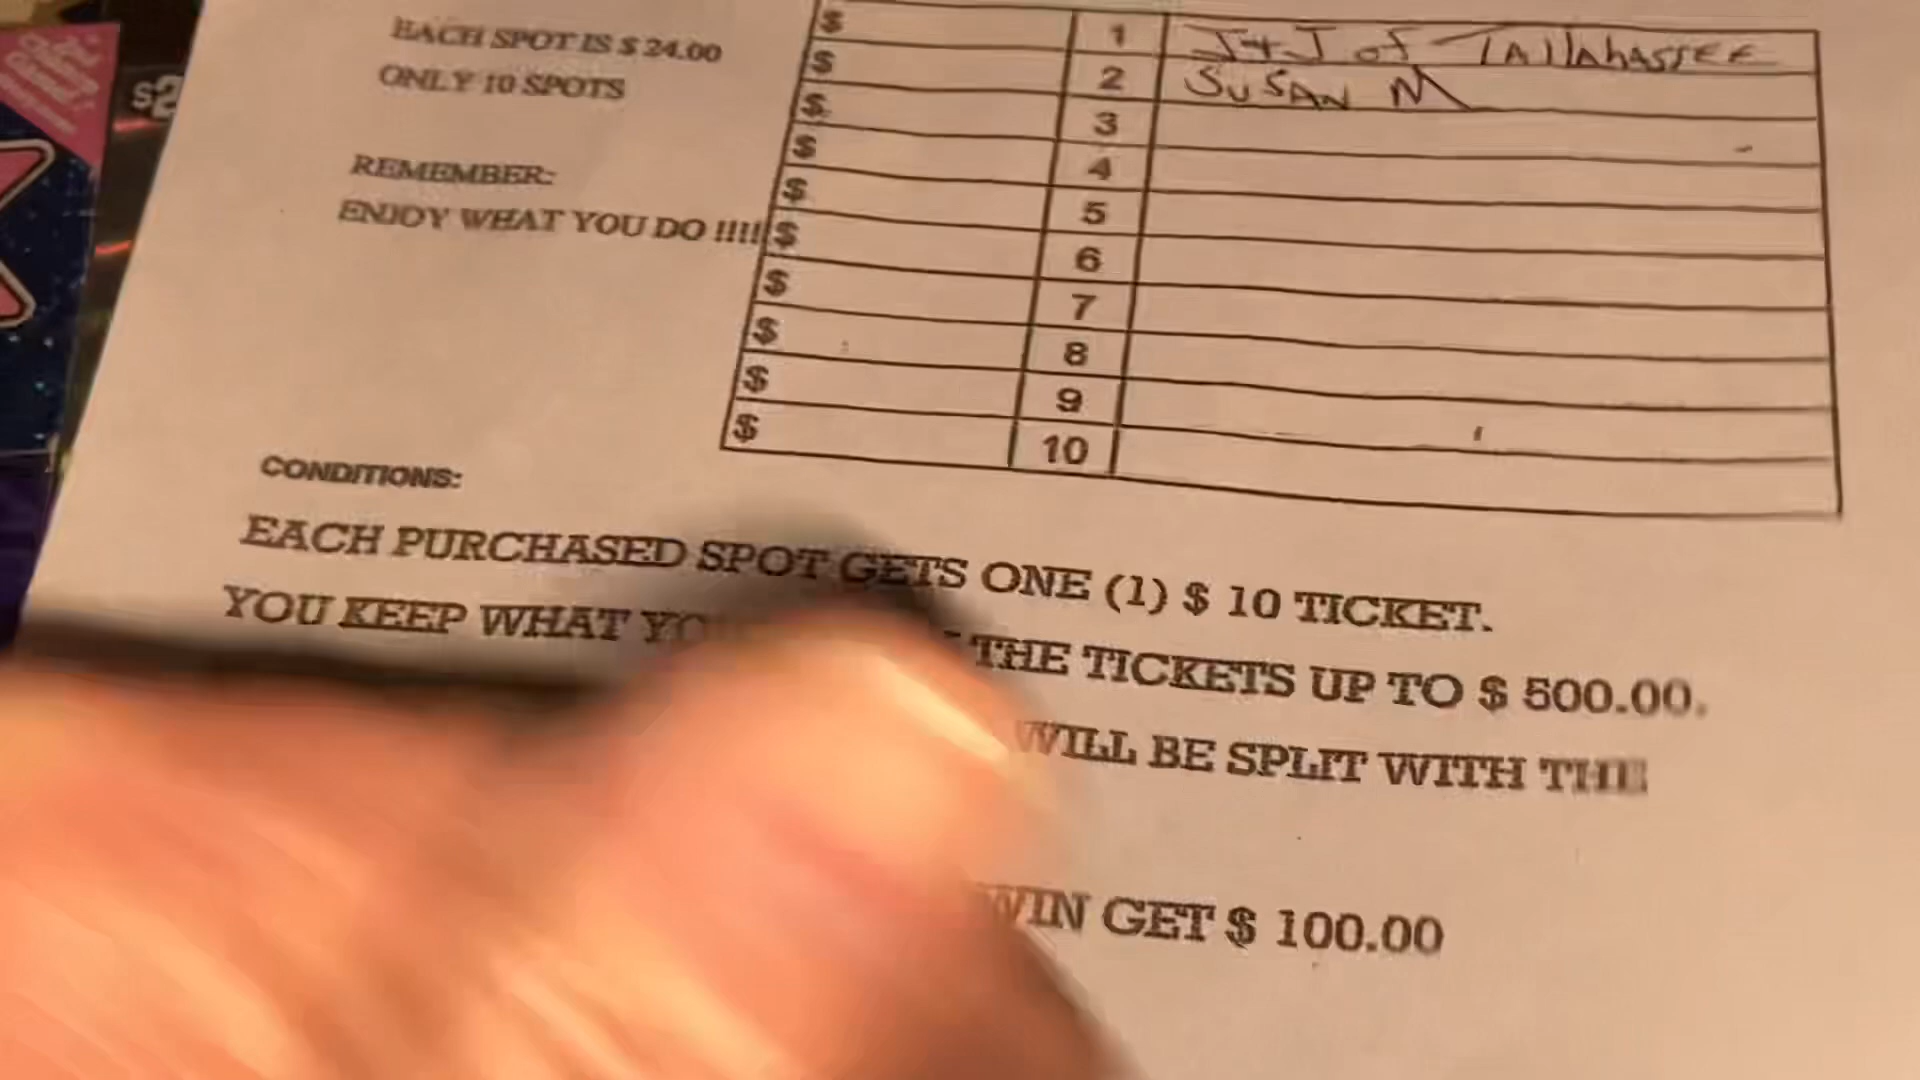 EACH SPOT IS $ 24.00
ONLY 10 SPOTS
REMEMBER:
ENJOY WHAT YOU DO !!!!
$ 1 J+J of TALLAHASSEE
$ 2 SUSAN M
$ 3
$ 4
$ 5
$ 6
$ 7
$ 8
$ 9
$ 10
CONDITIONS:
EACH PURCHASED SPOT GETS ONE (1) $ 10 TICKET.
YOU KEEP WHAT THE TICKETS UP TO $ 500.00.
WILL BE SPLIT WITH THE
WIN GET $ 100.00
$2